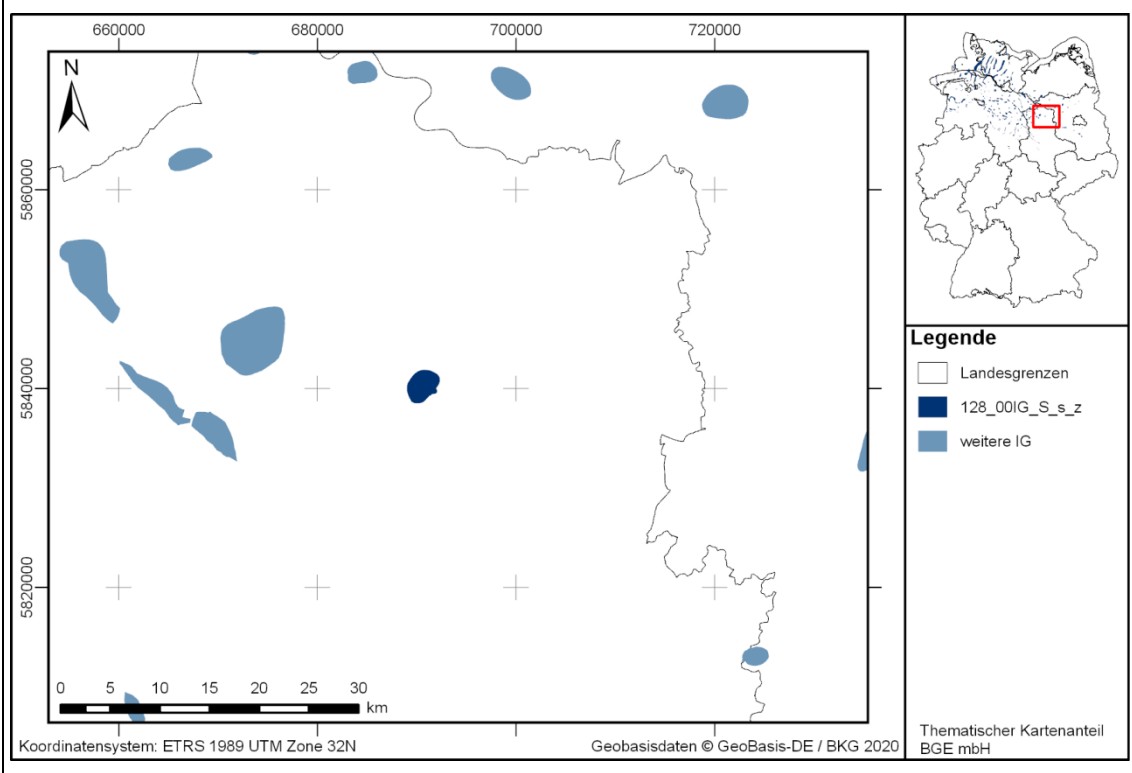 660000 680000 700000 720000
N
5860000
5840000
5820000
0 5 10 15 20 25 30
km
Koordinatensystem: ETRS 1989 UTM Zone 32N
Geobasisdaten © GeoBasis-DE / BKG 2020
Legende
Landesgrenzen
128_00IG_S_s_z
weitere IG
Thematischer Kartenanteil
BGE mbH